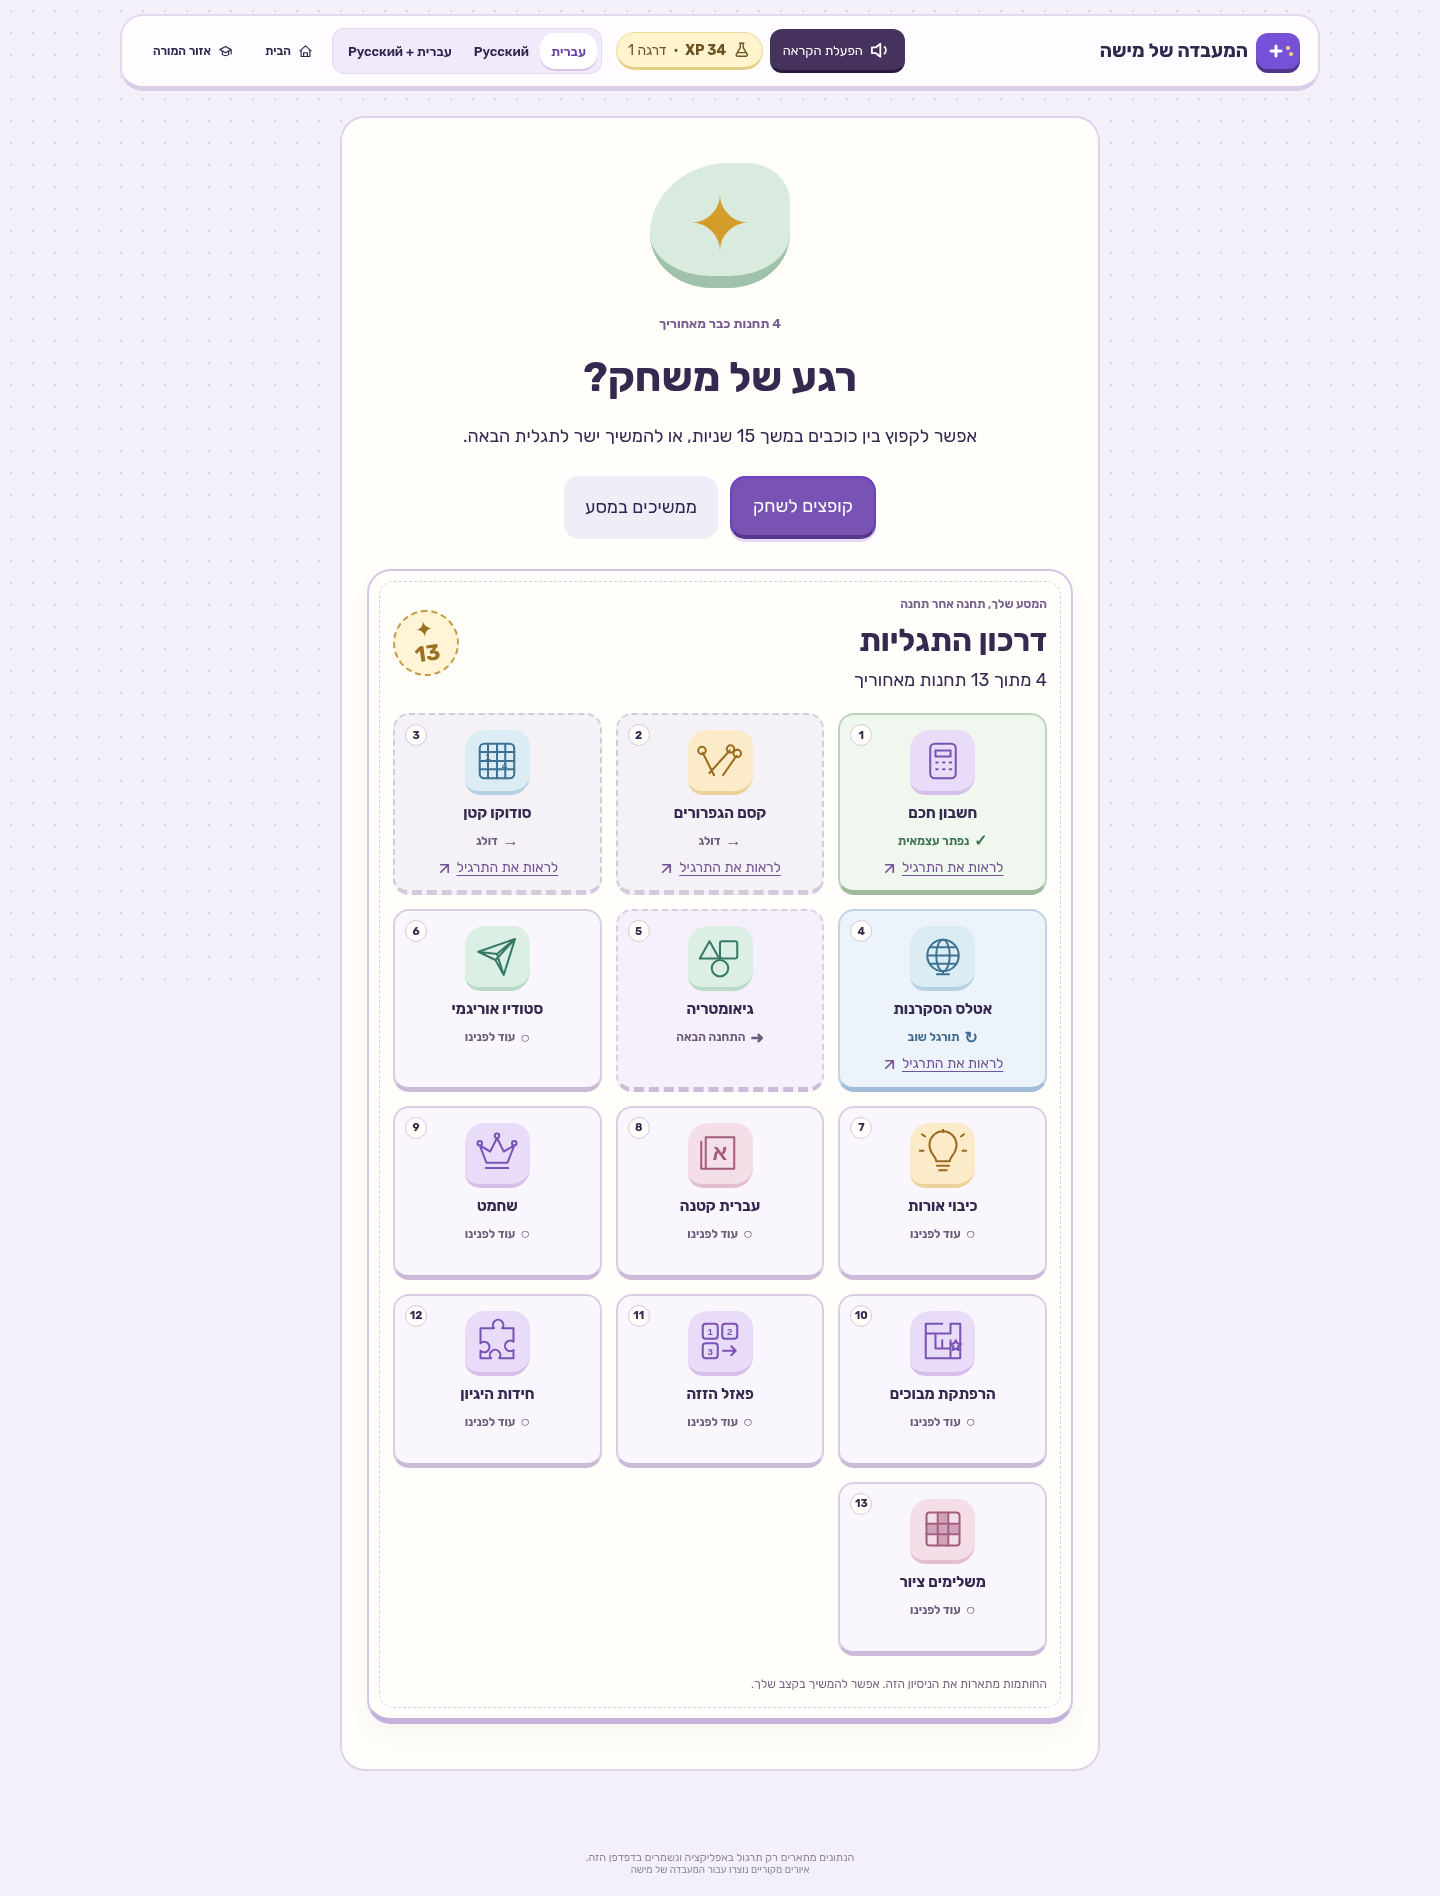 המעבדה של מישה
הפעלת הקראה
34 XP • דרגה 1
עברית
Русский
עברית + Русский
הבית
אזור המורה
4 תחנות כבר מאחוריך
רגע של משחק?
אפשר לקפוץ בין כוכבים במשך 15 שניות, או להמשיך ישר לתגלית הבאה.
קופצים לשחק
ממשיכים במסע
המסע שלך, תחנה אחר תחנה
דרכון התגליות
4 מתוך 13 תחנות מאחוריך
✦
13
1
חשבון חכם
✓ נפתר עצמאית
לראות את התרגיל
2
קסם הגפרורים
→ דולג
לראות את התרגיל
3
סודוקו קטן
→ דולג
לראות את התרגיל
4
אטלס הסקרנות
↻ תורגל שוב
לראות את התרגיל
5
גיאומטריה
➜ התחנה הבאה
6
סטודיו אוריגמי
○ עוד לפנינו
7
כיבוי אורות
○ עוד לפנינו
8
א
עברית קטנה
○ עוד לפנינו
9
שחמט
○ עוד לפנינו
10
הרפתקת מבוכים
○ עוד לפנינו
11
1 2
3
פאזל הזזה
○ עוד לפנינו
12
חידות היגיון
○ עוד לפנינו
13
משלימים ציור
○ עוד לפנינו
החותמות מתארות את הניסיון הזה. אפשר להמשיך בקצב שלך.
הנתונים מתארים רק תרגול באפליקציה ונשמרים בדפדפן הזה.
איורים מקוריים נוצרו עבור המעבדה של מישה